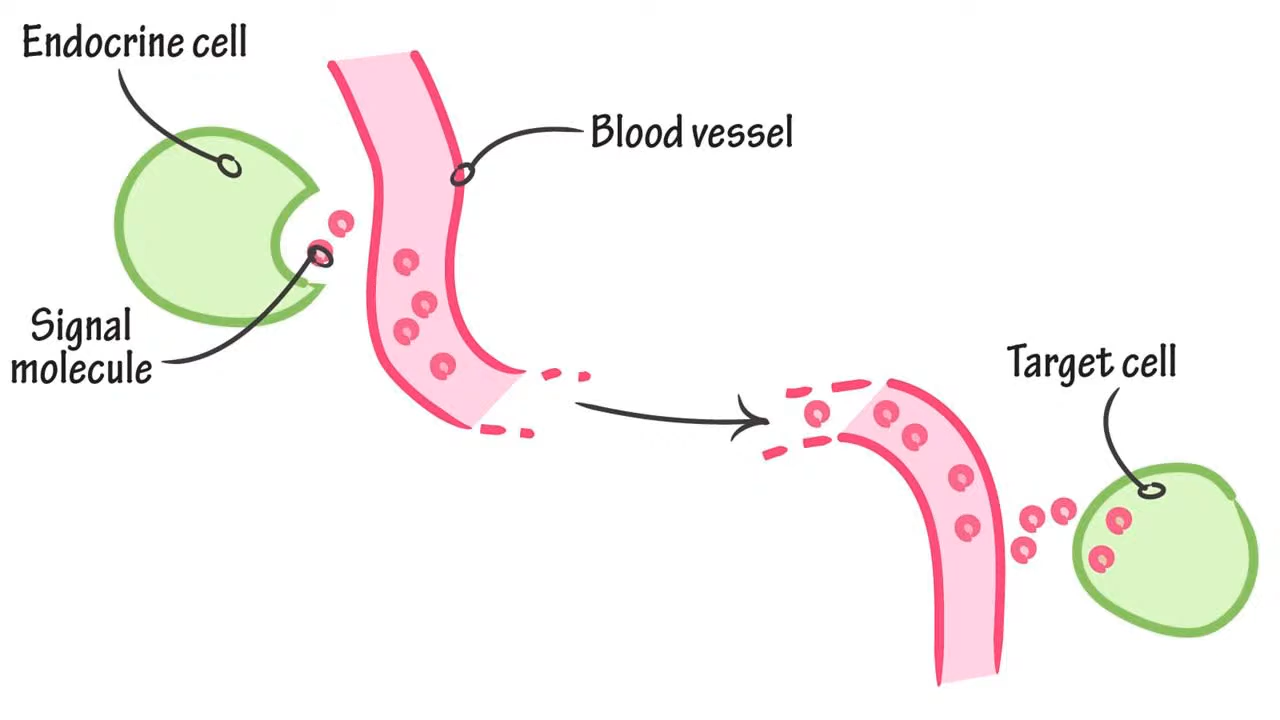 Endocrine cell
Blood vessel
Signal
molecule
Target cell